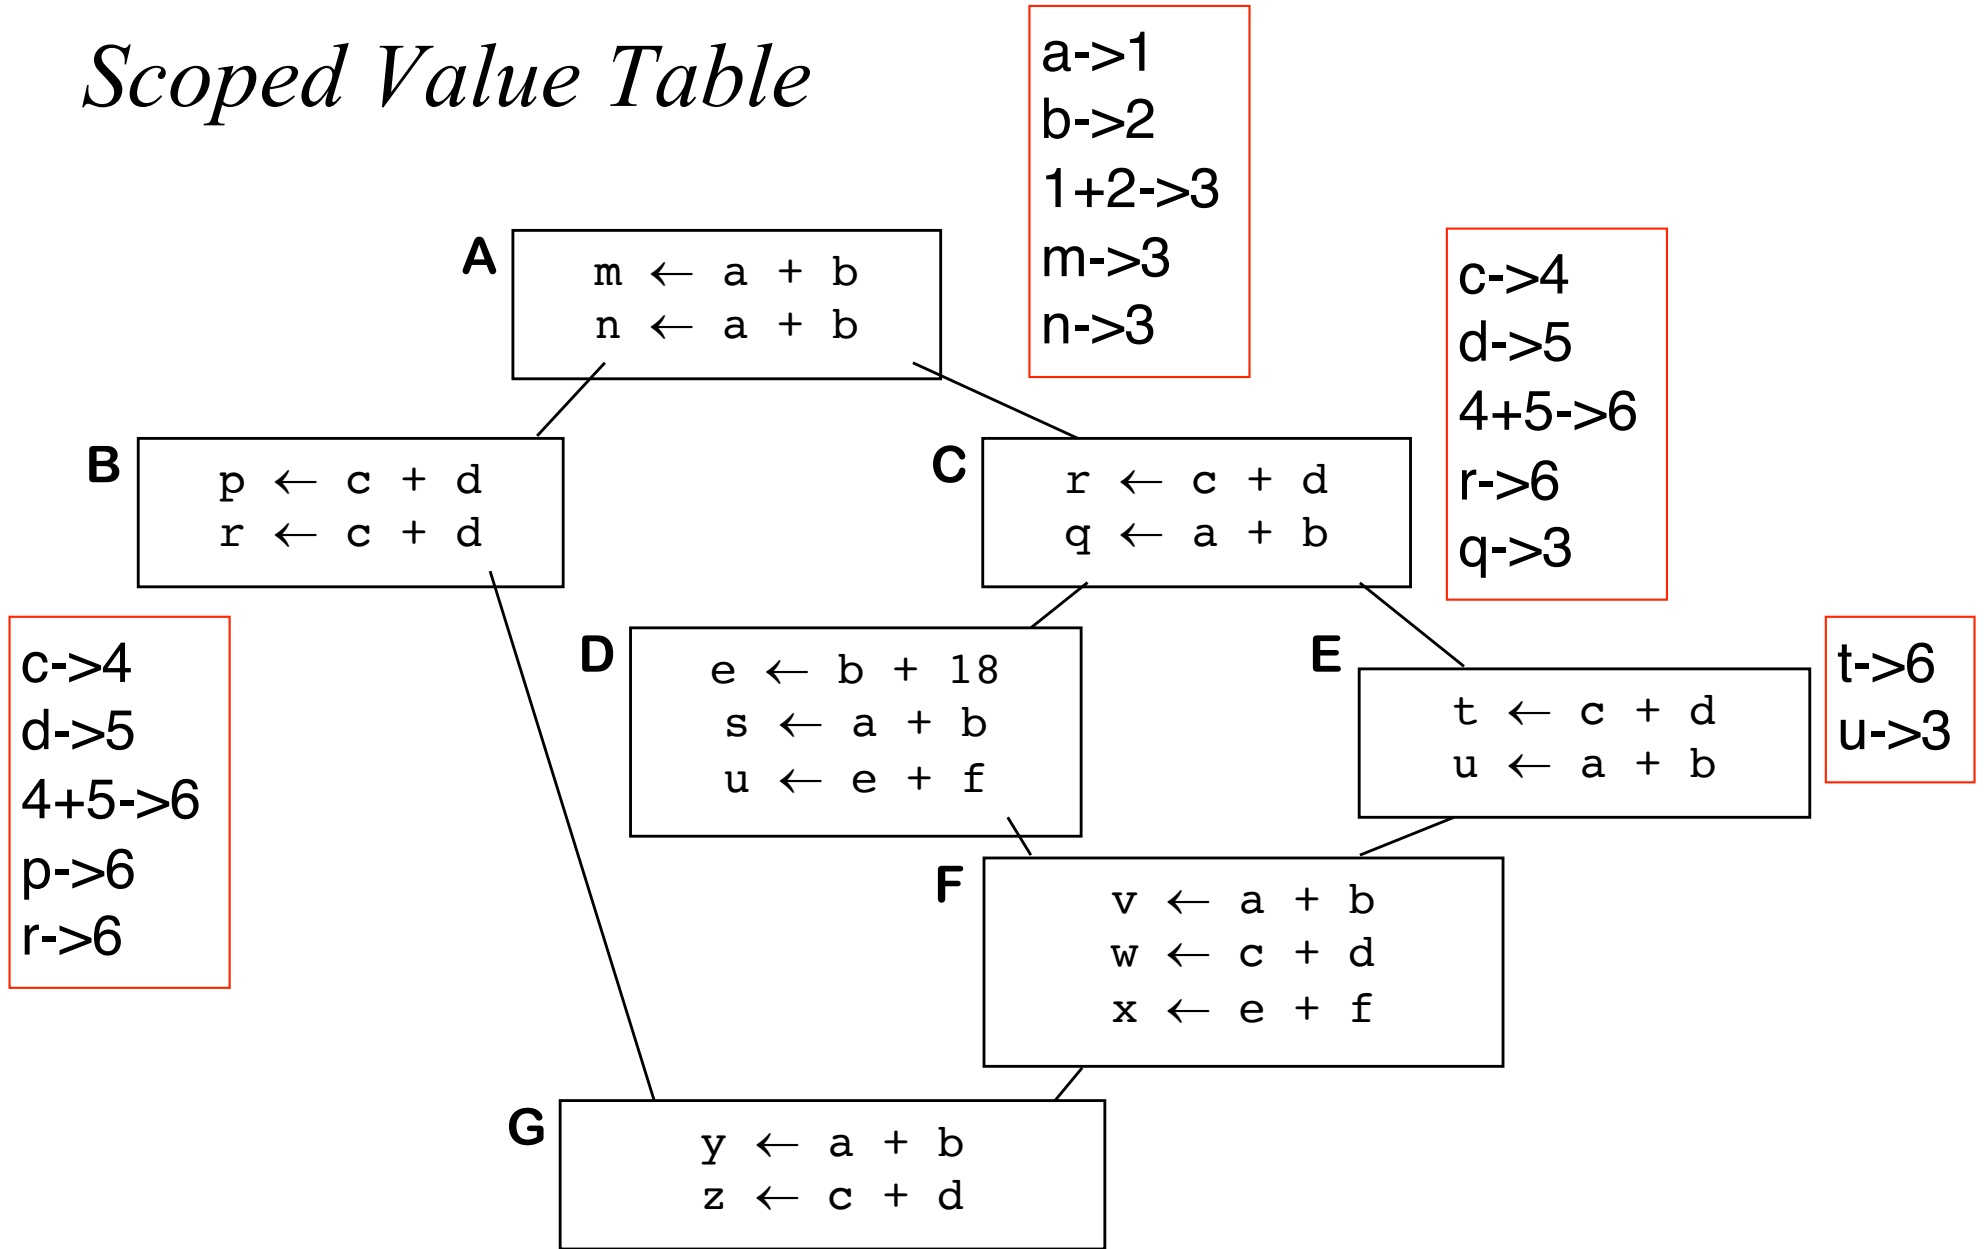 Scoped Value Table
a->1
b->2
1+2->3
m->3
n->3
A
m ← a + b
n ← a + b
c->4
d->5
4+5->6
r->6
q->3
B
p ← c + d
r ← c + d
C
r ← c + d
q ← a + b
c->4
d->5
4+5->6
p->6
r->6
D
e ← b + 18
s ← a + b
u ← e + f
E
t ← c + d
u ← a + b
t->6
u->3
F
v ← a + b
w ← c + d
x ← e + f
G
y ← a + b
z ← c + d